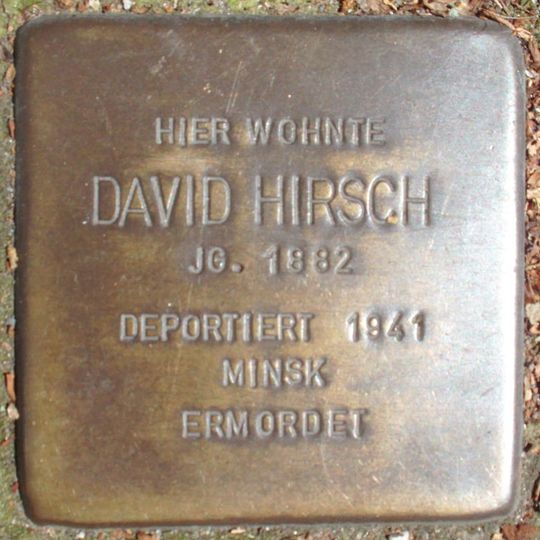 HIER WOHNTE
DAVID HIRSCH
JG. 1882
DEPORTIERT 1941
MINSK
ERMORDET